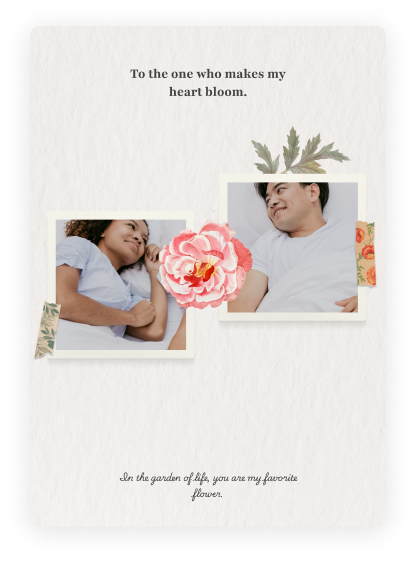 To the one who makes my
heart bloom.
In the garden of life, you are my favorite
flower.